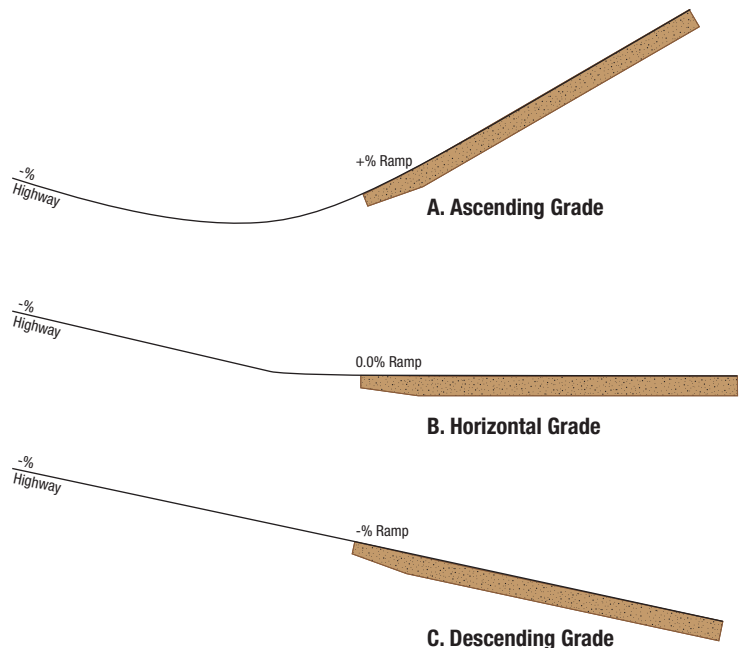 -%
Highway
+% Ramp
A. Ascending Grade
-%
Highway
0.0% Ramp
B. Horizontal Grade
-%
Highway
-% Ramp
C. Descending Grade